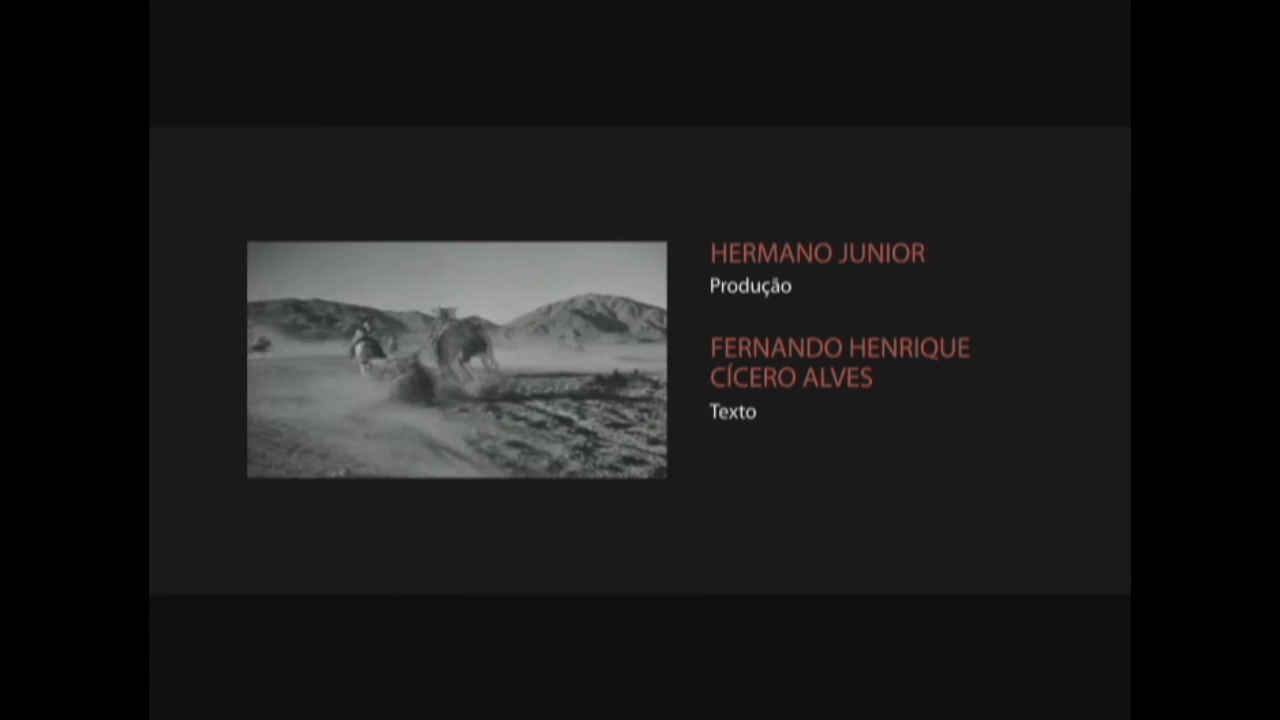 HERMANO JUNIOR
Produção
FERNANDO HENRIQUE
CÍCERO ALVES
Texto